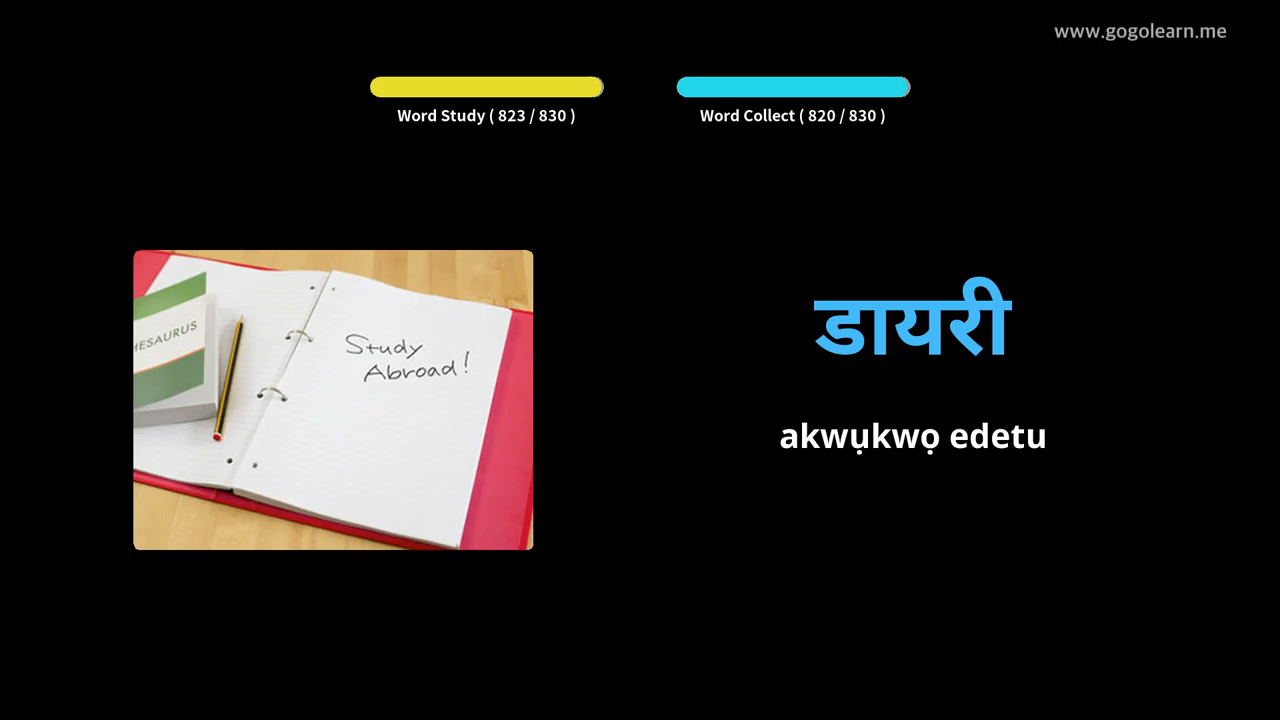 www.gogolearn.me
Word Study ( 823 / 830 )
Word Collect ( 820 / 830 )
HESAURUS
Study
Abroad!
डायरी
akwụkwọ edetu